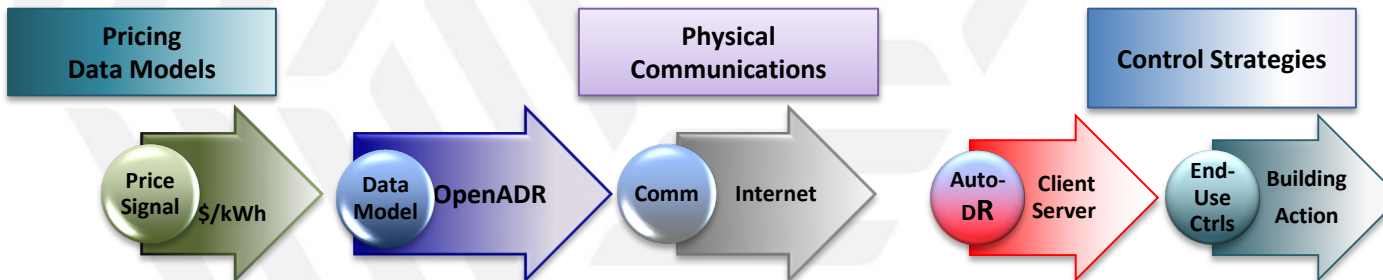 Pricing
Data Models
Physical
Communications
Control Strategies
Price
Signal
$/kWh
Data
Model
OpenADR
Comm
Internet
Auto-
DR
Client
Server
End-
Use
Ctrls
Building
Action